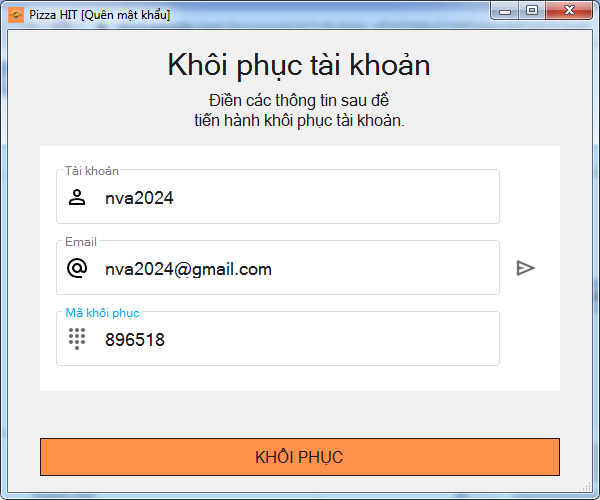 Pizza HIT [Quên mật khẩu]
Khôi phục tài khoản
Điền các thông tin sau để
tiến hành khôi phục tài khoản.
Tài khoản
nva2024
Email
nva2024@gmail.com
Mã khôi phục
896518
KHÔI PHỤC